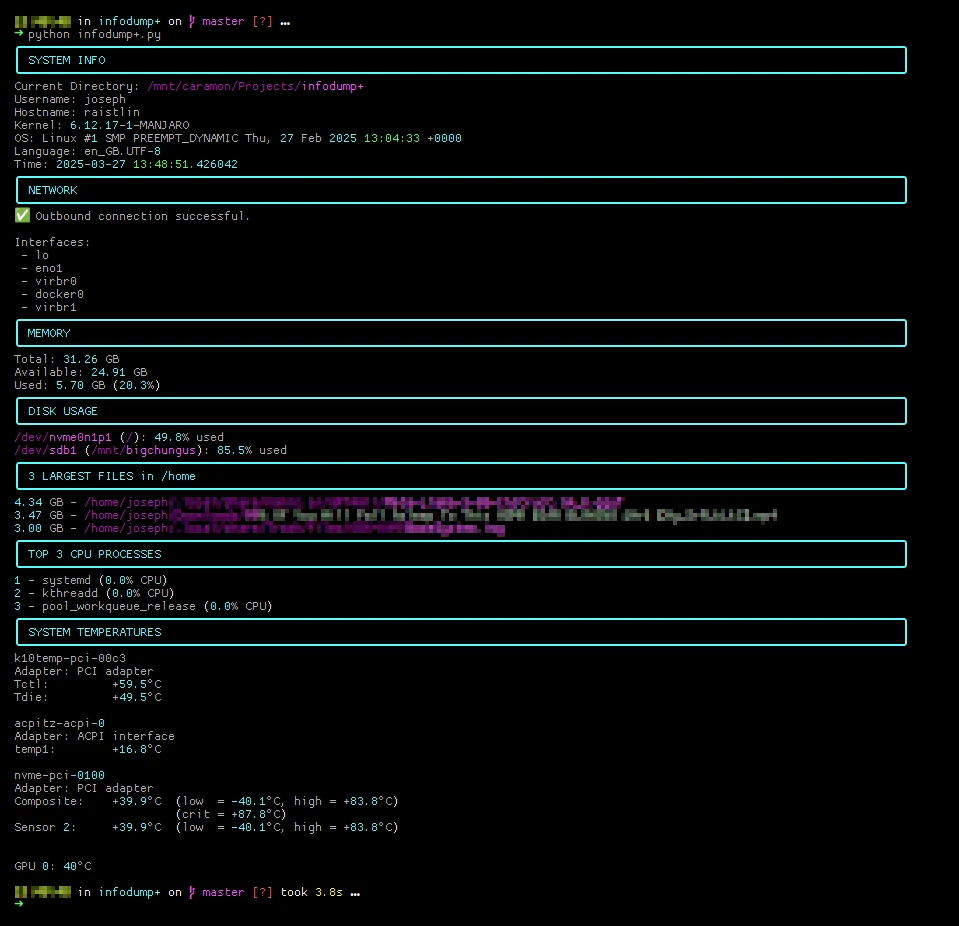 in infodump+ on master [?] …
➜ python infodump+.py
SYSTEM INFO
Current Directory: /mnt/caramon/Projects/infodump+
Username: joseph
Hostname: raistlin
Kernel: 6.12.17-1-MANJARO
OS: Linux #1 SMP PREEMPT_DYNAMIC Thu, 27 Feb 2025 13:04:33 +0000
Language: en_GB.UTF-8
Time: 2025-03-27 13:48:51.426042
NETWORK
✅ Outbound connection successful.
Interfaces:
- lo
- eno1
- virbr0
- docker0
- virbr1
MEMORY
Total: 31.26 GB
Available: 24.91 GB
Used: 5.70 GB (20.3%)
DISK USAGE
/dev/nvme0n1p1 (/): 49.8% used
/dev/sdb1 (/mnt/bigchungus): 85.5% used
3 LARGEST FILES in /home
4.34 GB - /home/joseph
3.47 GB - /home/joseph
3.00 GB - /home/joseph
TOP 3 CPU PROCESSES
1 - systemd (0.0% CPU)
2 - kthreadd (0.0% CPU)
3 - pool_workqueue_release (0.0% CPU)
SYSTEM TEMPERATURES
k10temp-pci-00c3
Adapter: PCI adapter
Tctl: +59.5°C
Tdie: +49.5°C
acpitz-acpi-0
Adapter: ACPI interface
temp1: +16.8°C
nvme-pci-0100
Adapter: PCI adapter
Composite: +39.9°C (low = -40.1°C, high = +83.8°C)
(crit = +87.8°C)
Sensor 2: +39.9°C (low = -40.1°C, high = +83.8°C)
GPU 0: 40°C
in infodump+ on master [?] took 3.8s …
➜